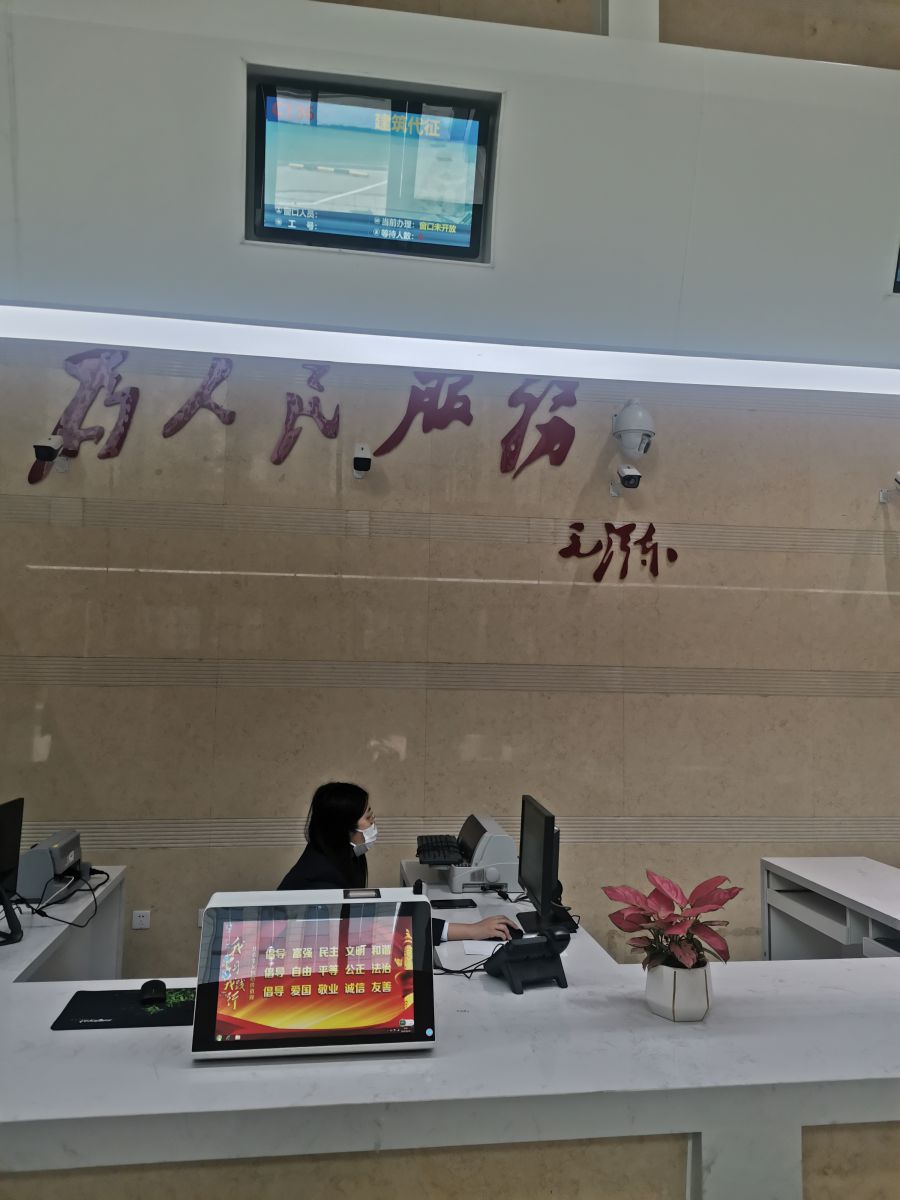 建筑代征
窗口人员:
工 号:
当前办理: 窗口未开放
等待人数:
为人民服务
毛泽东
倡导 富强 民主 文明 和谐
倡导 自由 平等 公正 法治
倡导 爱国 敬业 诚信 友善